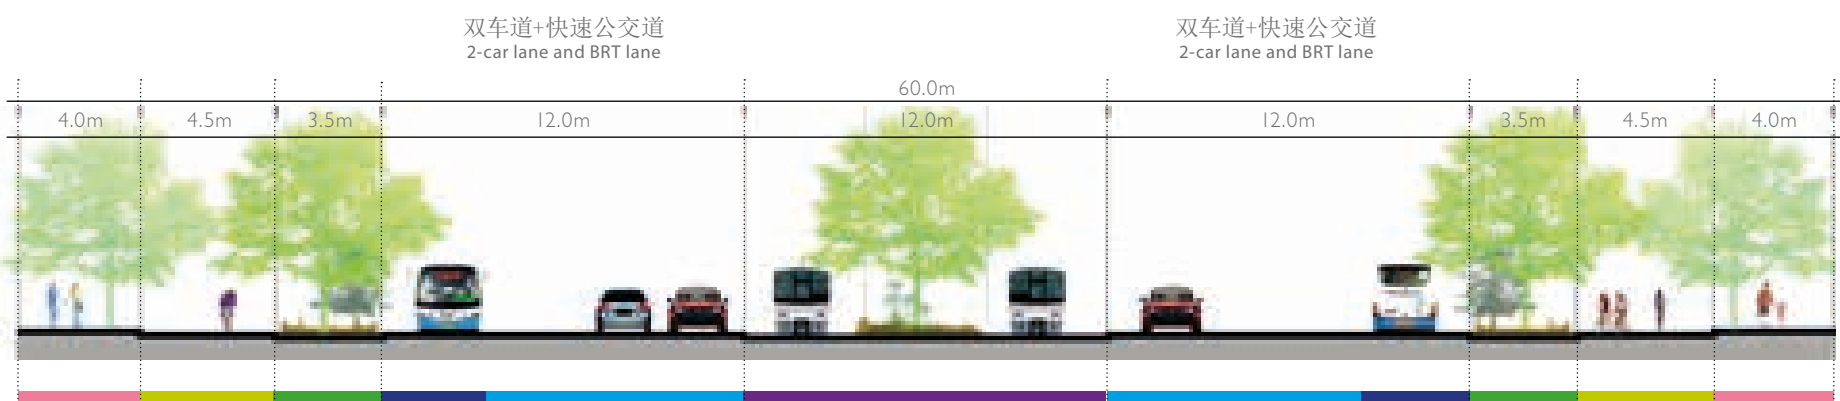 双车道+快速公交道
2-car lane and BRT lane
双车道+快速公交道
2-car lane and BRT lane
60.0m
4.0m 4.5m 3.5m 12.0m 12.0m 12.0m 3.5m 4.5m 4.0m